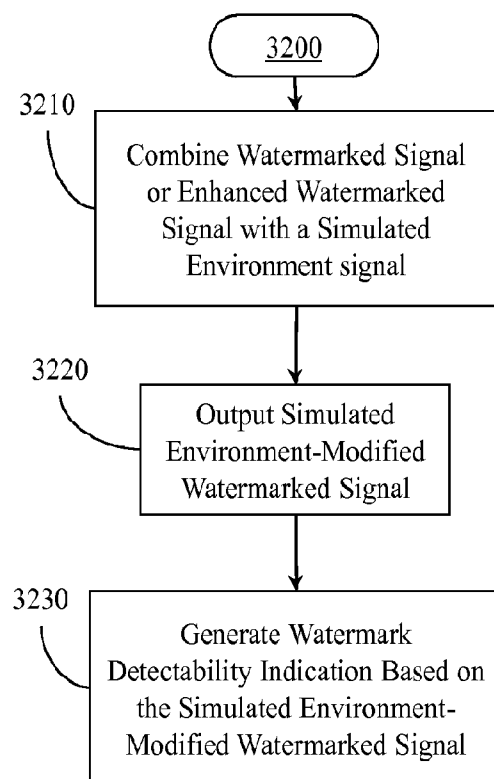 3200
3210
Combine Watermarked Signal
or Enhanced Watermarked
Signal with a Simulated
Environment signal
3220
Output Simulated
Environment-Modified
Watermarked Signal
3230
Generate Watermark
Detectability Indication Based on
the Simulated Environment-
Modified Watermarked Signal